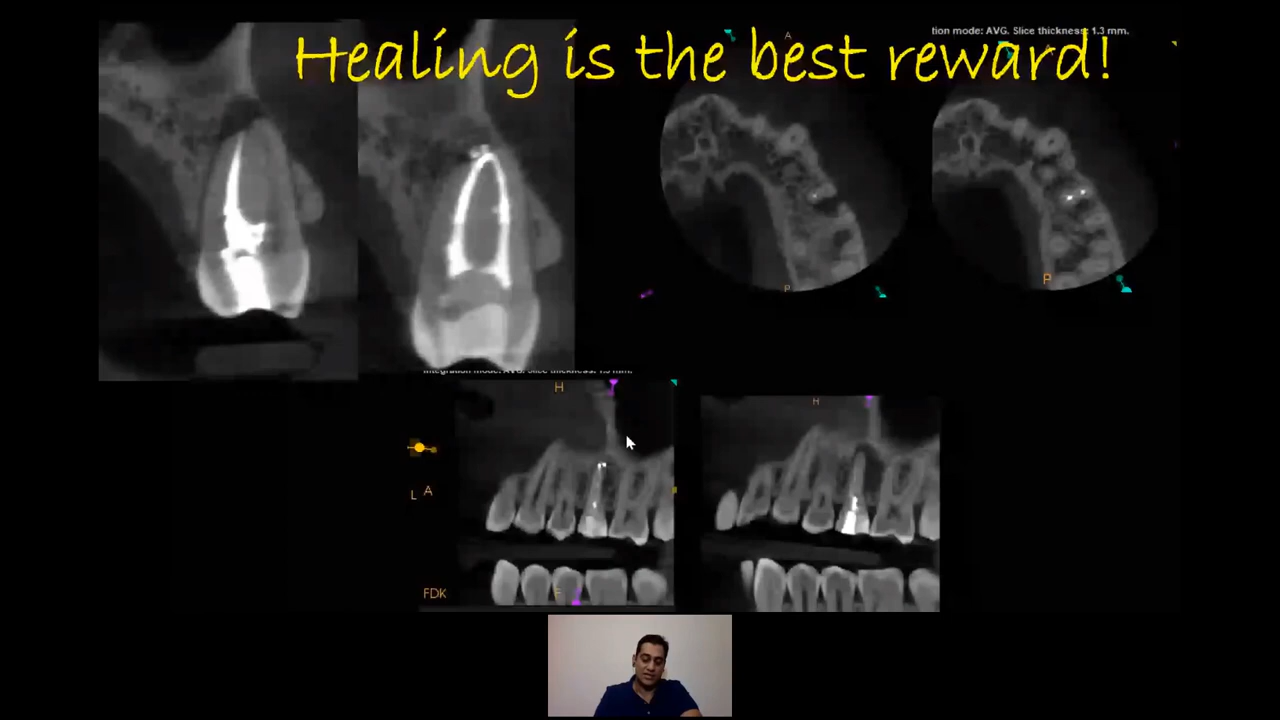 tion mode: AVG. Slice thickness: 1.3 mm.
Healing is the best reward!
A
A
P
P
H
H
L
A
FDK
F